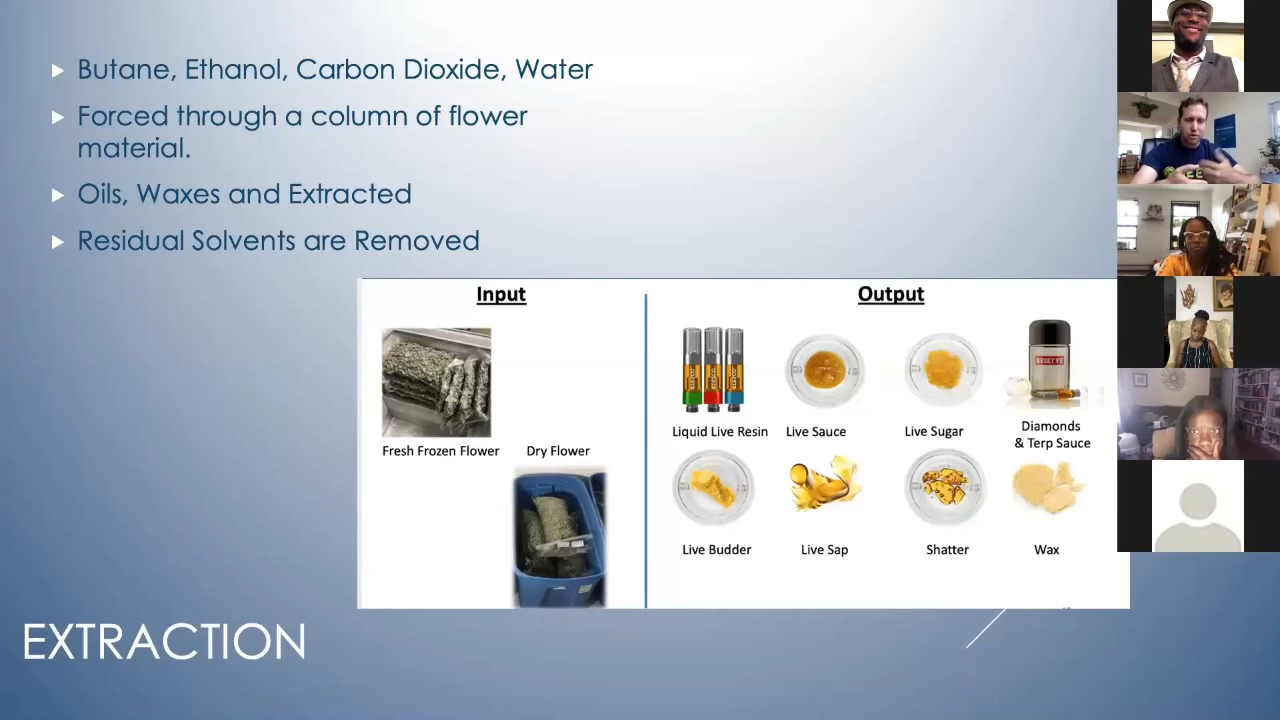 Butane, Ethanol, Carbon Dioxide, Water
Forced through a column of flower
material.
Oils, Waxes and Extracted
Residual Solvents are Removed
Input
Output
RESERVE
Liquid Live Resin
Live Sauce
Live Sugar
Diamonds
& Terp Sauce
Fresh Frozen Flower
Dry Flower
Live Budder
Live Sap
Shatter
Wax
EXTRACTION